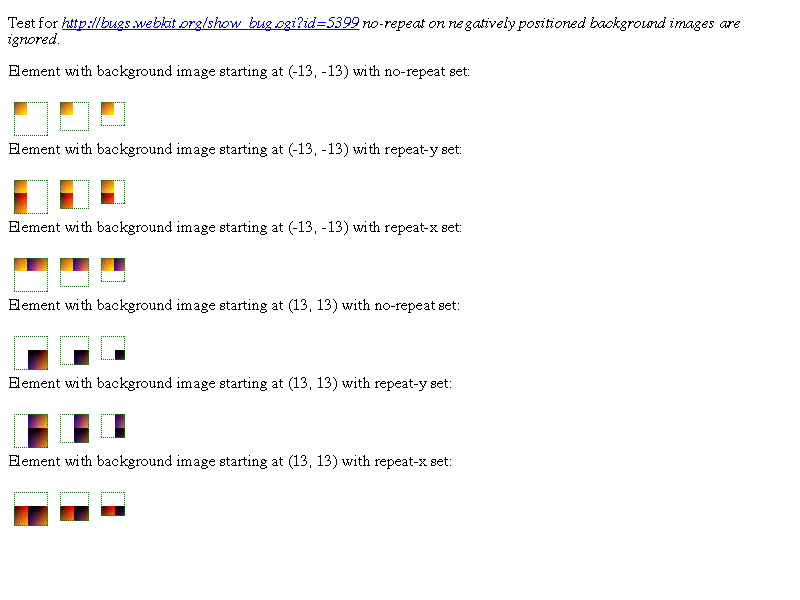 Test for http://bugs.webkit.org/show_bug.cgi?id=5399 no-repeat on negatively positioned background images are
ignored.
Element with background image starting at (-13, -13) with no-repeat set:
Element with background image starting at (-13, -13) with repeat-y set:
Element with background image starting at (-13, -13) with repeat-x set:
Element with background image starting at (13, 13) with no-repeat set:
Element with background image starting at (13, 13) with repeat-y set:
Element with background image starting at (13, 13) with repeat-x set: